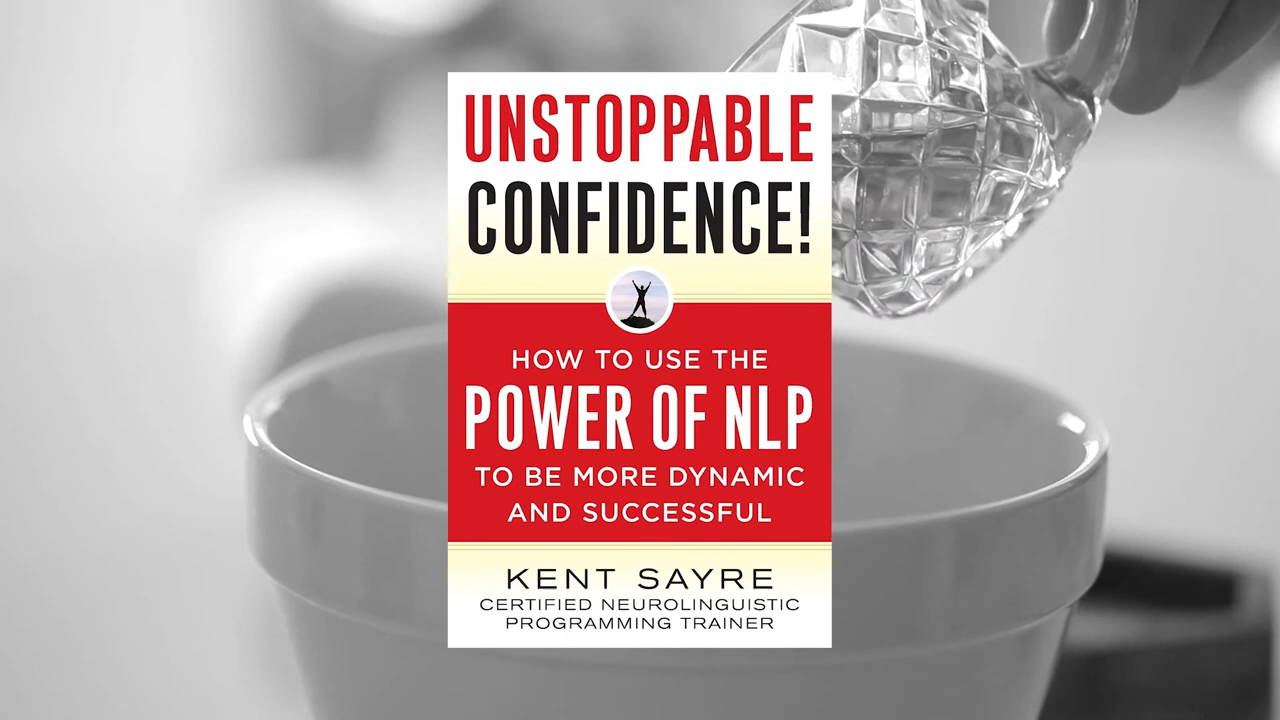 UNSTOPPABLE
CONFIDENCE!
HOW TO USE THE
POWER OF NLP
TO BE MORE DYNAMIC
AND SUCCESSFUL
KENT SAYRE
CERTIFIED NEUROLINGUISTIC
PROGRAMMING TRAINER